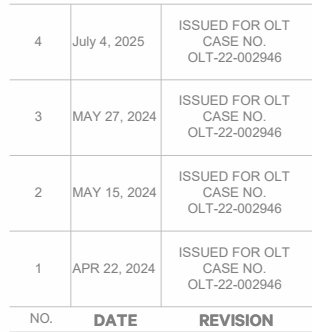 ISSUED FOR OLT
4 July 4, 2025 CASE NO.
OLT-22-002946
ISSUED FOR OLT
3 MAY 27, 2024 CASE NO.
OLT-22-002946
ISSUED FOR OLT
2 MAY 15, 2024 CASE NO.
OLT-22-002946
ISSUED FOR OLT
1 APR 22, 2024 CASE NO.
OLT-22-002946
NO. DATE REVISION